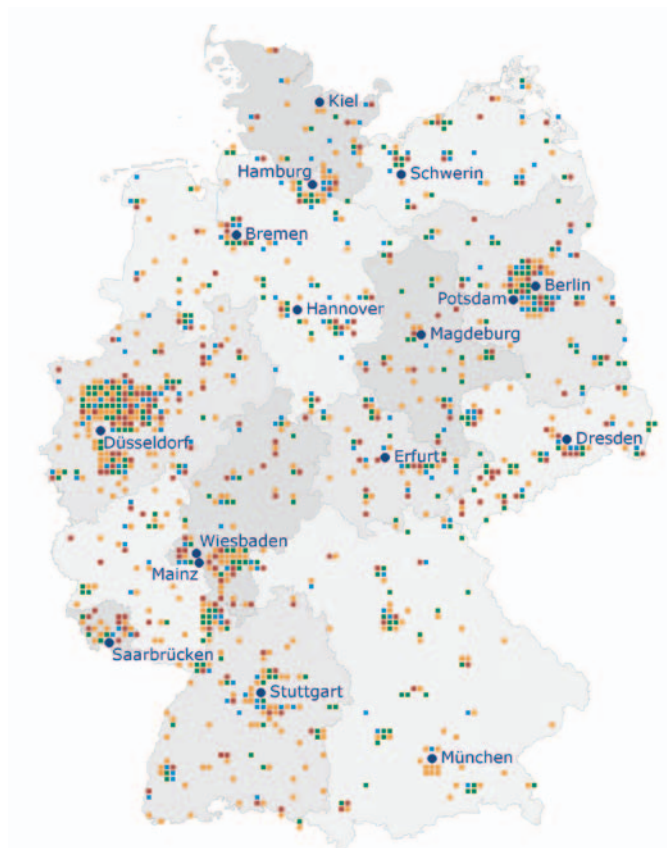 Kiel
Hamburg
Schwerin
Bremen
Berlin
Potsdam
Hannover
Magdeburg
Düsseldorf
Dresden
Erfurt
Wiesbaden
Mainz
Saarbrücken
Stuttgart
München